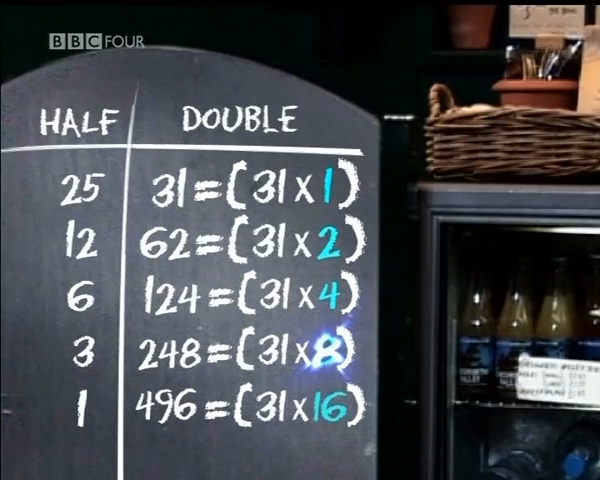 BBC FOUR
HALF DOUBLE
25 31=(31x1)
12 62=(31x2)
6 124=(31x4)
3 248=(31x8)
1 496=(31x16)